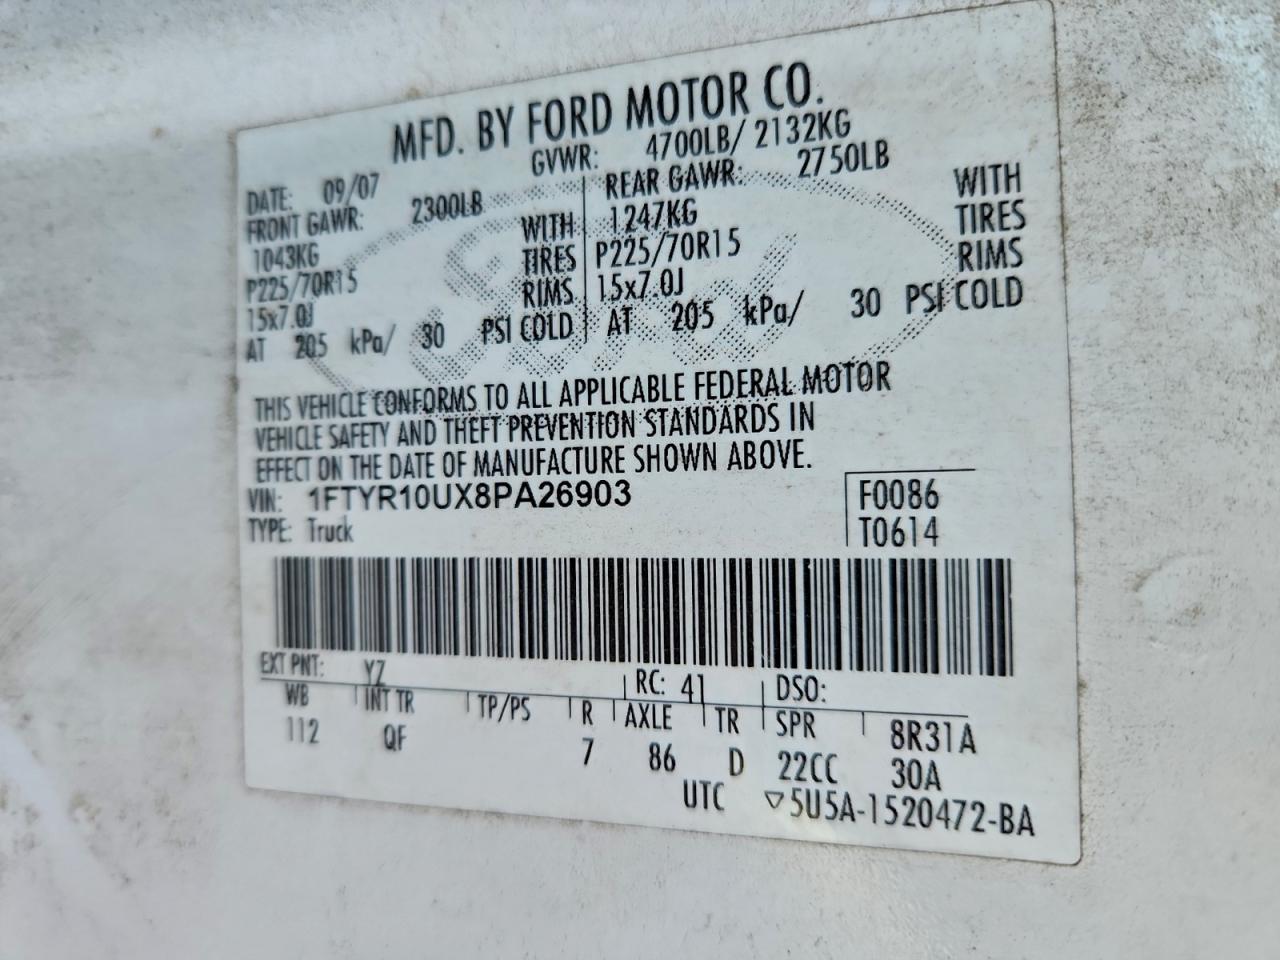 MFD. BY FORD MOTOR CO.
DATE: 09/07 GVWR: 4700LB/ 2132KG
FRONT GAWR: 2300LB REAR GAWR: 2750LB
1043KG WITH 1247KG WITH
P225/70R15 TIRES P225/70R15 TIRES
15x7.0J RIMS 15x7.0J RIMS
AT 205 kPa/ 30 PSI COLD AT 205 kPa/ 30 PSI COLD
THIS VEHICLE CONFORMS TO ALL APPLICABLE FEDERAL MOTOR
VEHICLE SAFETY AND THEFT PREVENTION STANDARDS IN
EFFECT ON THE DATE OF MANUFACTURE SHOWN ABOVE.
VIN: 1FTYR10UX8PA26903 F0086
TYPE: Truck T0614
EXT PNT: YZ RC: 41 DSO:
WB INT TR TP/PS R AXLE TR SPR 8R31A
112 QF 7 86 D 22CC 30A
UTC ▽5U5A-1520472-BA